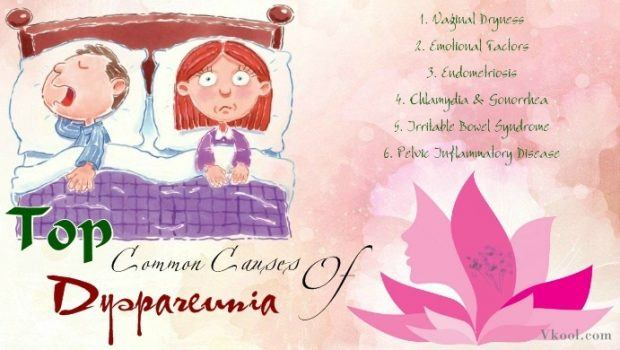 1. Vaginal Dryness
2. Emotional Factors
3. Endometriosis
4. Chlamydia & Gonorrhea
5. Irritable Bowel Syndrome
6. Pelvic Inflammatory Disease
Top
Common Causes Of
Dyspareunia
Vkool.com